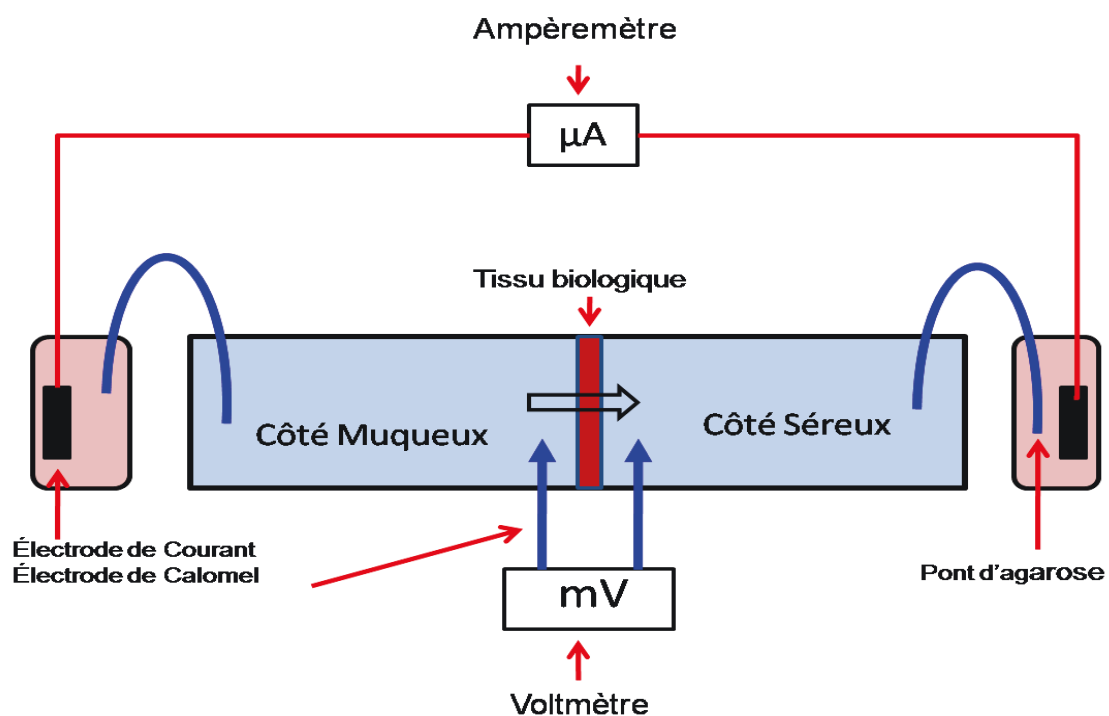 Ampèremètre
µA
Tissu biologique
Côté Muqueux
Côté Séreux
Électrode de Courant
Électrode de Calomel
Pont d'agarose
mV
Voltmètre